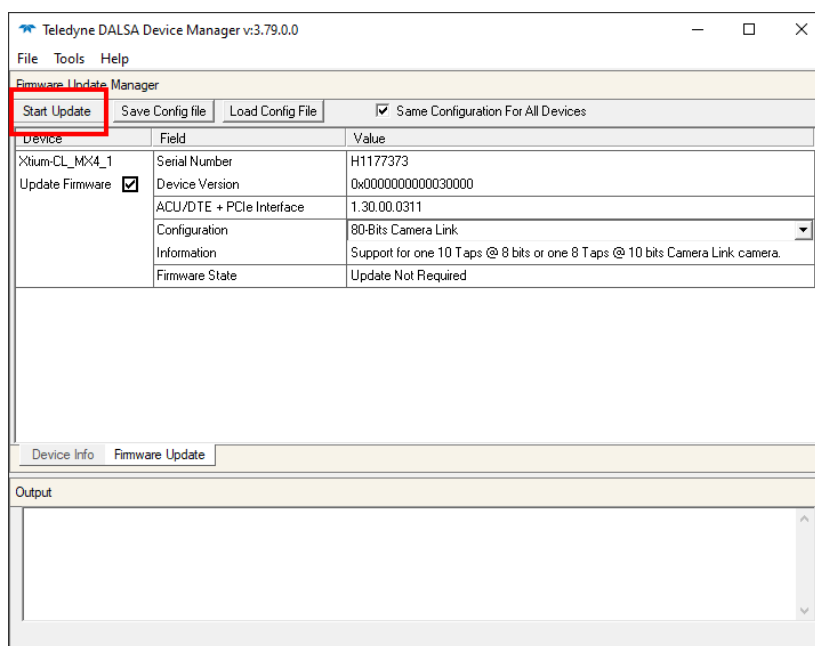 Teledyne DALSA Device Manager v:3.79.0.0
File Tools Help
Firmware Update Manager
Start Update Save Config file Load Config File Same Configuration For All Devices
Device Field Value
Xtium-CL_MX4_1 Serial Number H1177373
Update Firmware Device Version 0x0000000000030000
ACU/DTE + PCIe Interface 1.30.00.0311
Configuration 80-Bits Camera Link
Information Support for one 10 Taps @ 8 bits or one 8 Taps @ 10 bits Camera Link camera.
Firmware State Update Not Required
Device Info Firmware Update
Output